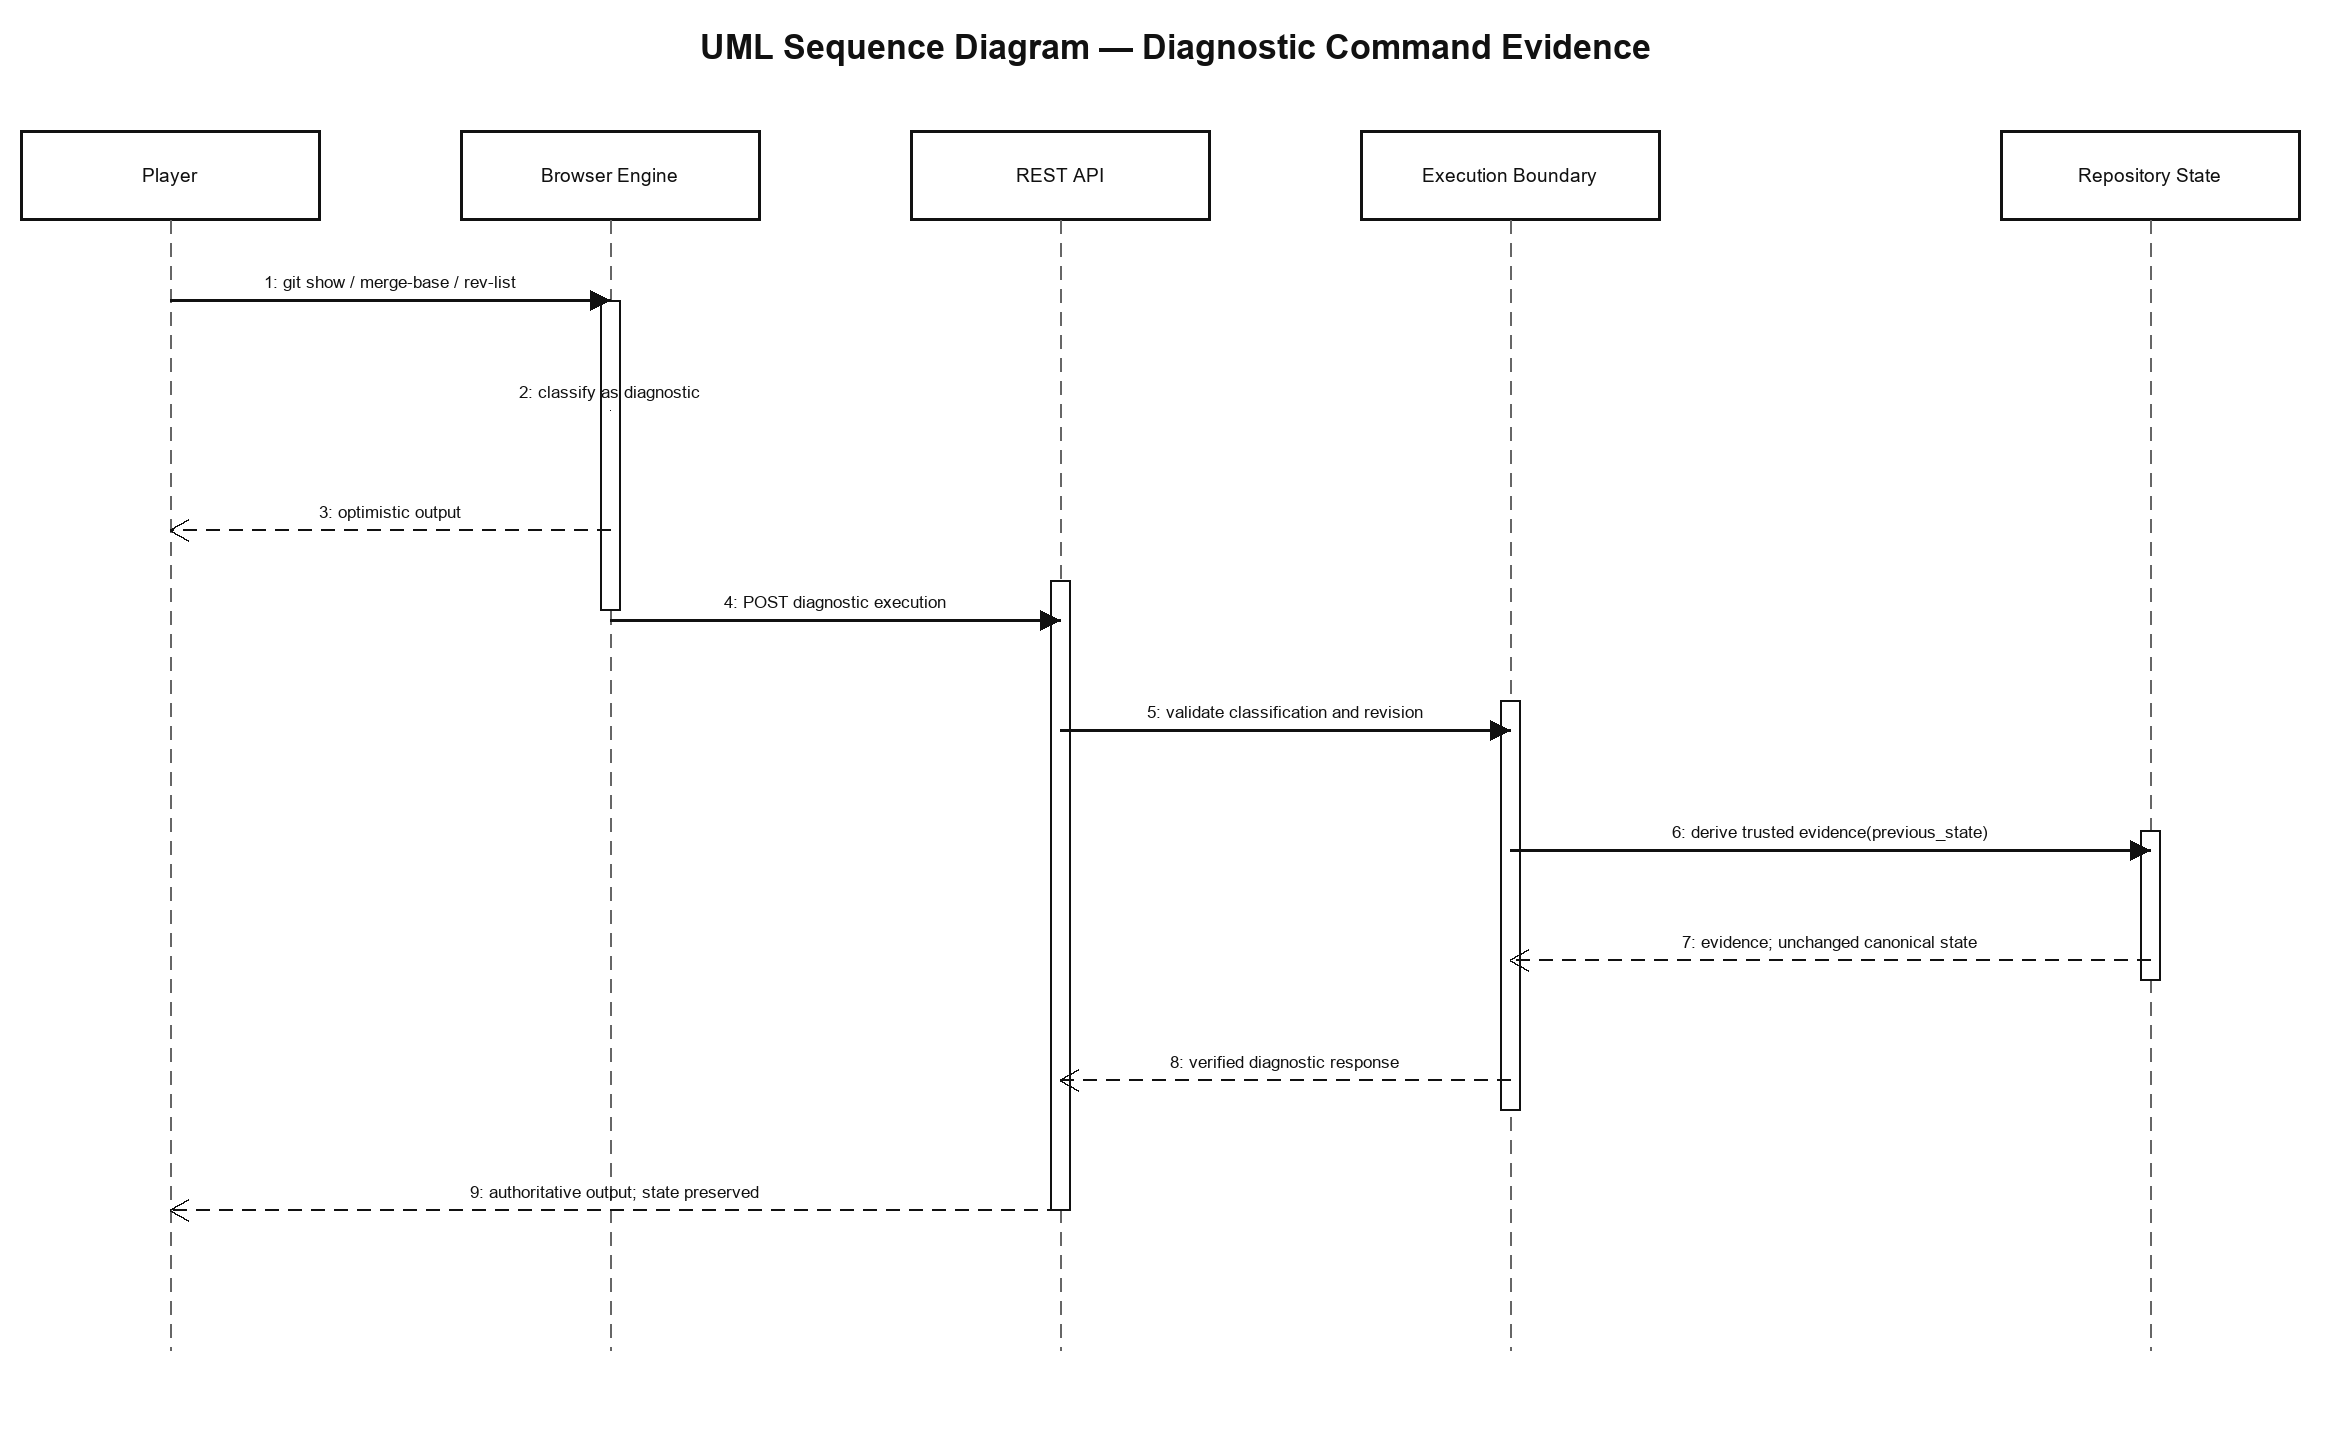 UML Sequence Diagram — Diagnostic Command Evidence
Player
Browser Engine
REST API
Execution Boundary
Repository State
1: git show / merge-base / rev-list
2: classify as diagnostic
3: optimistic output
4: POST diagnostic execution
5: validate classification and revision
6: derive trusted evidence(previous_state)
7: evidence; unchanged canonical state
8: verified diagnostic response
9: authoritative output; state preserved